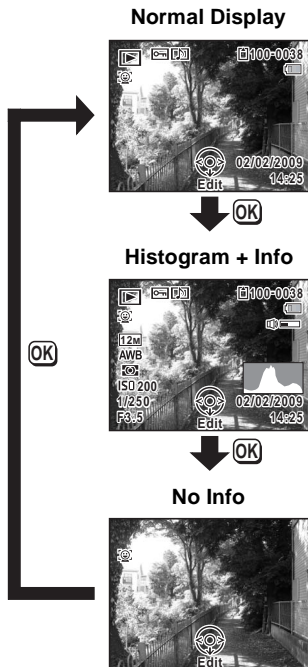 Normal Display
100-0038
Edit
02/02/2009
14:25
OK
Histogram + Info
100-0038
12M
AWB
ISO 200
1/250
F3.5
Edit
02/02/2009
14:25
OK
OK
No Info
Edit